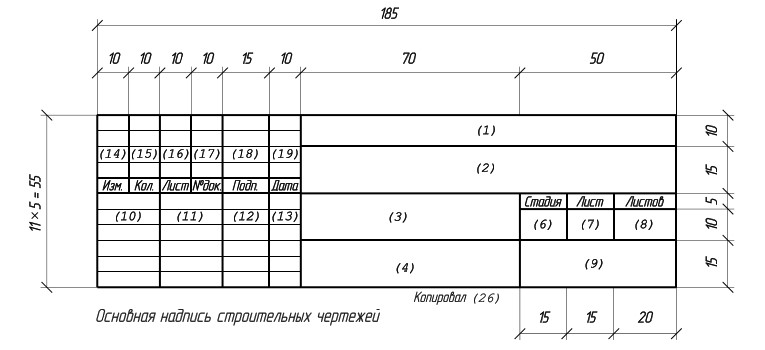 185
10 10 10 10 15 10 70 50
(1)
10
(14) (15) (16) (17) (18) (19)
(2)
15
11×5=55
Изм. Кол. Лист №док. Подп. Дата
Стадия Лист Листов
5
(10) (11) (12) (13)
(3)
(6) (7) (8)
10
(4)
(9)
15
Копировал (26)
Основная надпись строительных чертежей
15 15 20